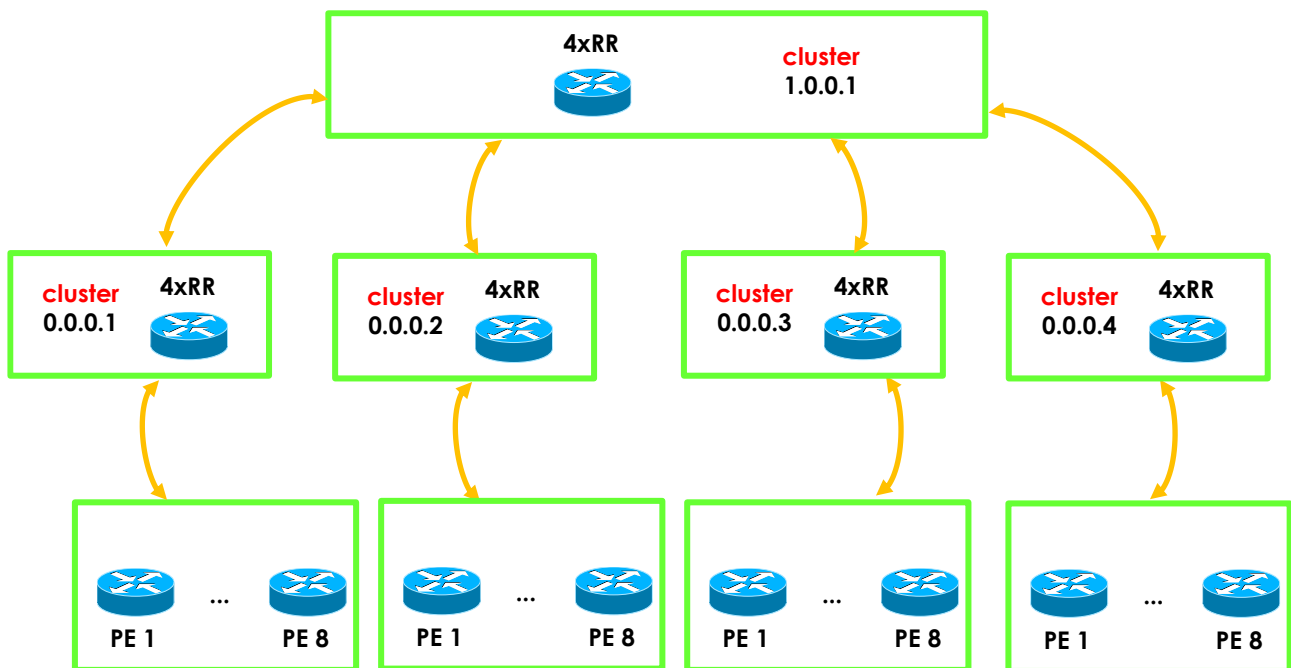 4xRR
cluster
1.0.0.1
cluster
0.0.0.1
4xRR
cluster
0.0.0.2
4xRR
cluster
0.0.0.3
4xRR
cluster
0.0.0.4
4xRR
...
PE 1
PE 8
...
PE 1
PE 8
...
PE 1
PE 8
...
PE 1
PE 8